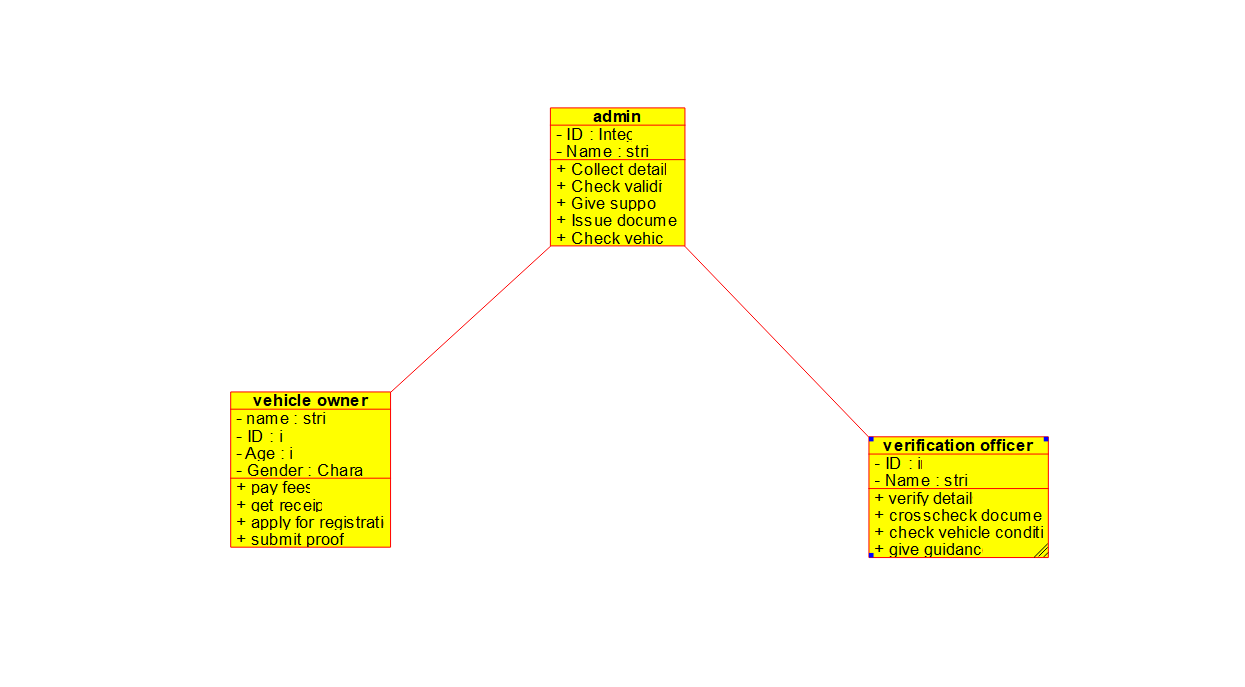 admin
- ID : Integ
- Name : stri
+ Collect detail
+ Check validi
+ Give suppo
+ Issue docume
+ Check vehic
vehicle owner
- name : stri
- ID : i
- Age : i
- Gender : Chara
+ pay fees
+ get receip
+ apply for registrati
+ submit proof
verification officer
- ID : i
- Name : stri
+ verify detail
+ crosscheck docume
+ check vehicle conditi
+ give guidanc